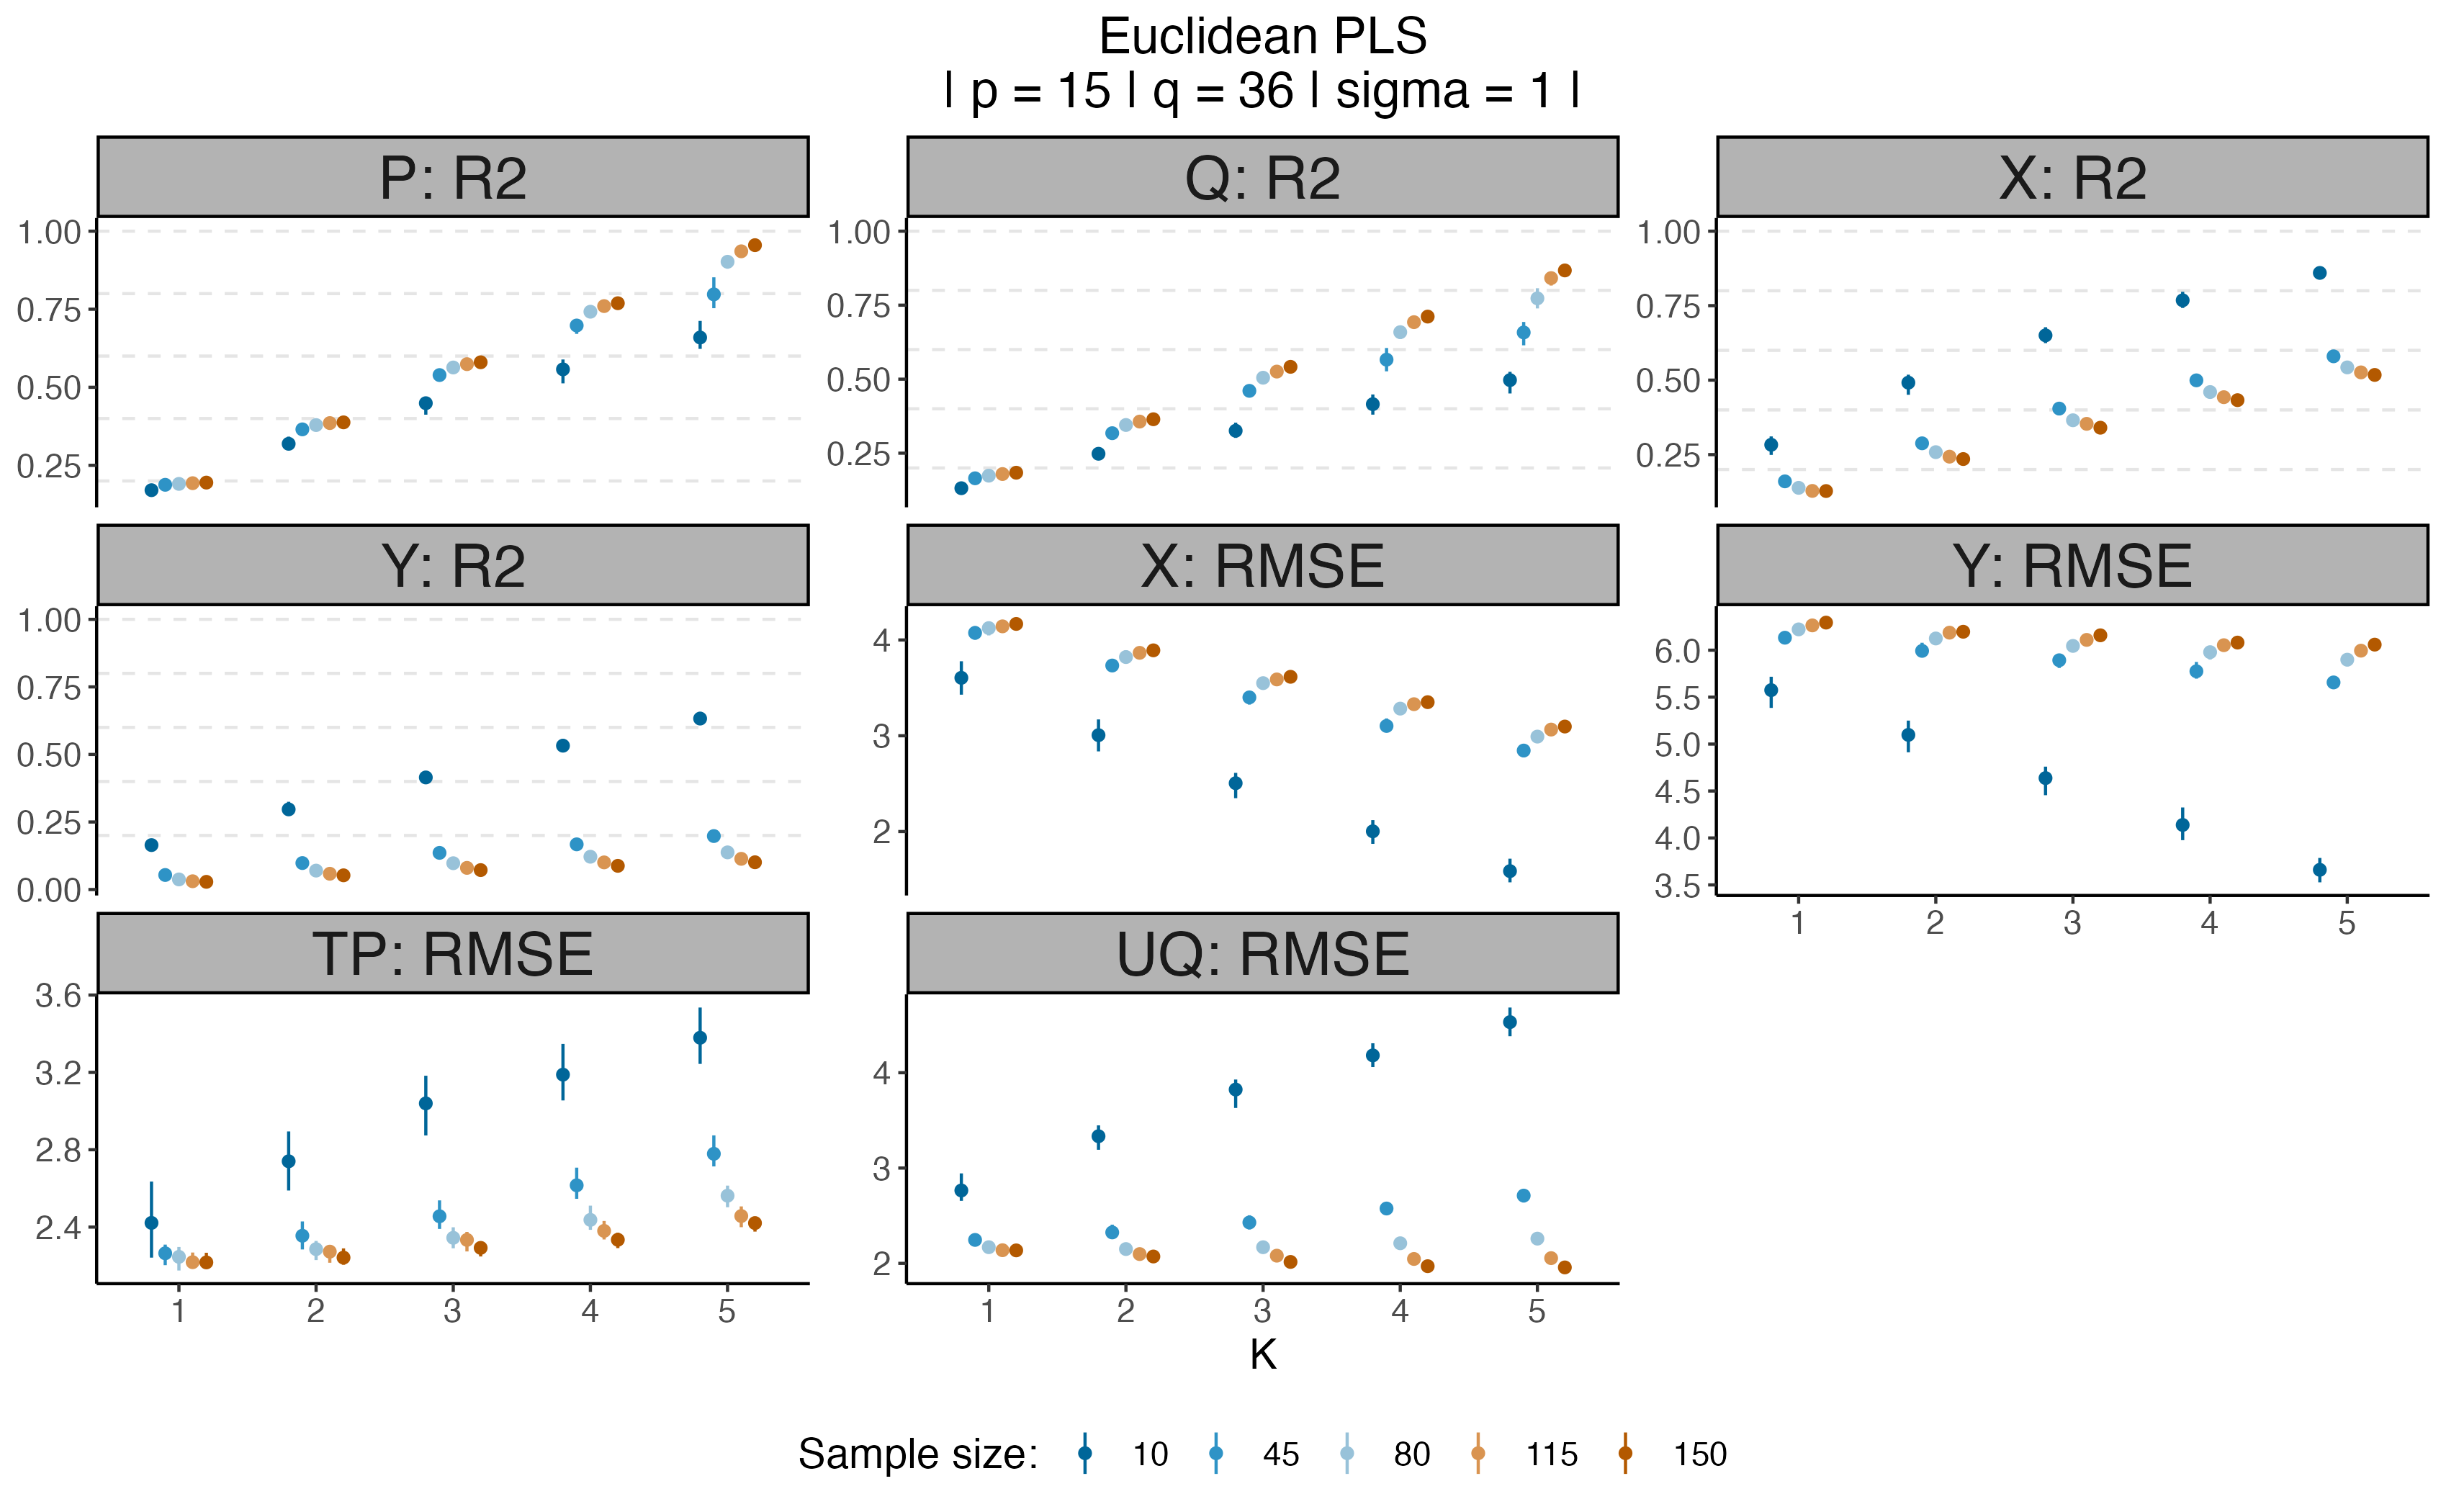 Euclidean PLS
| p = 15 | q = 36 | sigma = 1 |
P: R2
Q: R2
X: R2
1.00
0.75
0.50
0.25
1.00
0.75
0.50
0.25
1.00
0.75
0.50
0.25
Y: R2
X: RMSE
Y: RMSE
1.00
0.75
0.50
0.25
0.00
4
3
2
6.0
5.5
5.0
4.5
4.0
3.5
1 2 3 4 5
TP: RMSE
UQ: RMSE
3.6
3.2
2.8
2.4
4
3
2
1 2 3 4 5
1 2 3 4 5
K
Sample size: 10 45 80 115 150